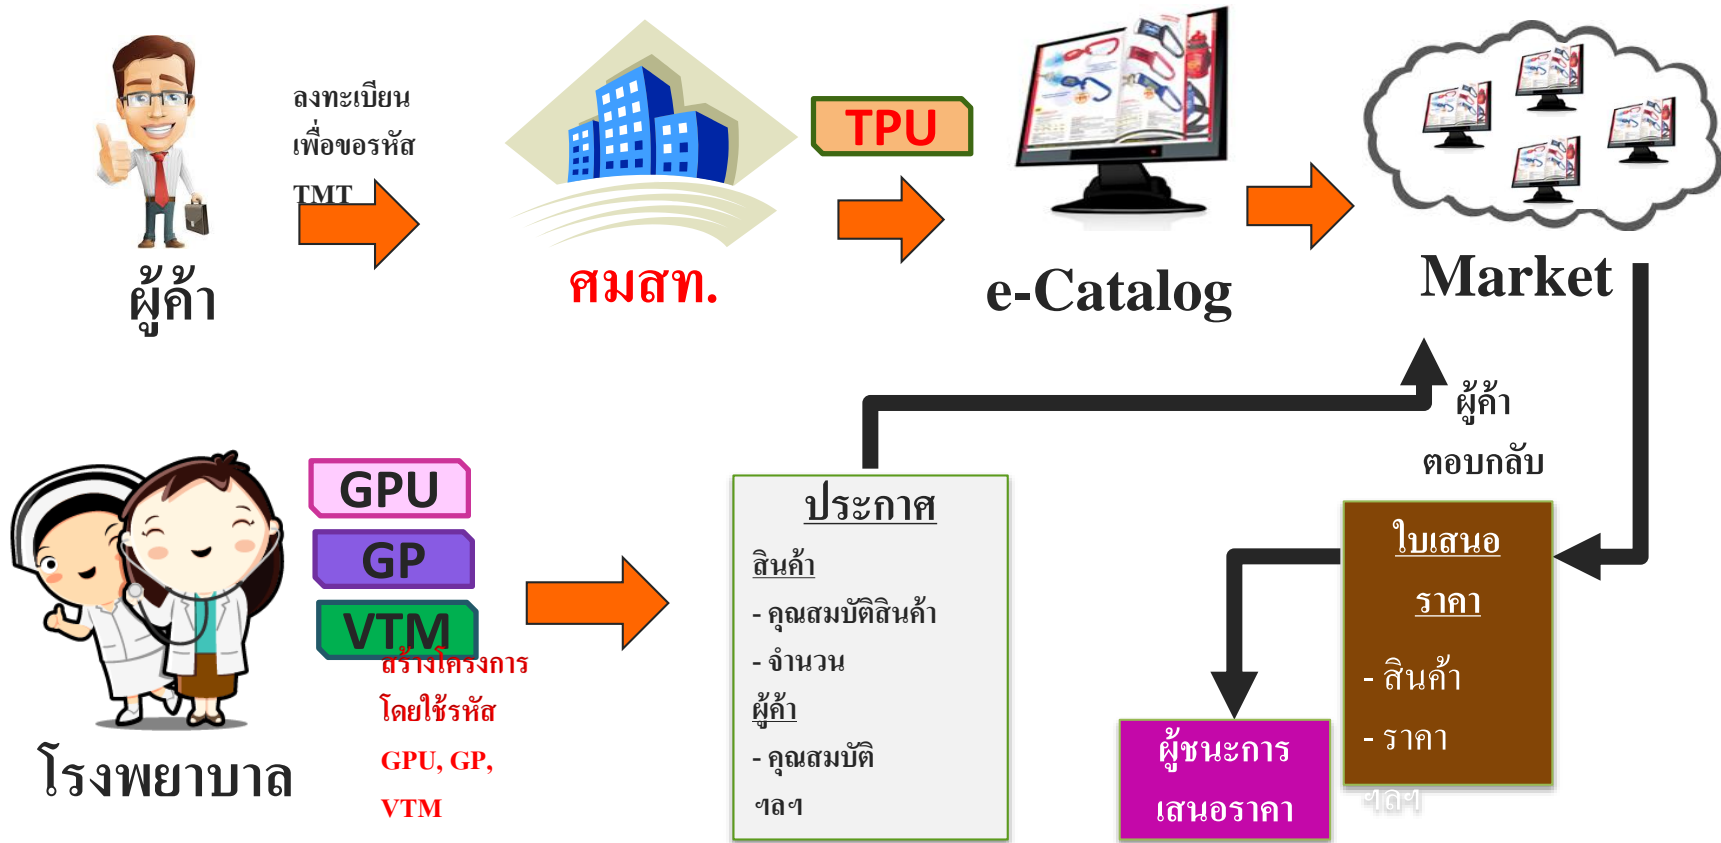 ลงทะเบียน
เพื่อขอรหัส
TMT
TPU
ผู้ค้า
ศมสท.
e-Catalog
Market
ผู้ค้า
ตอบกลับ
GPU
GP
VTM
สร้างโครงการ
โดยใช้รหัส
GPU, GP,
VTM
โรงพยาบาล
ประกาศ
สินค้า
- คุณสมบัติสินค้า
- จำนวน
ผู้ค้า
- คุณสมบัติ
ฯลฯ
ใบเสนอ
ราคา
- สินค้า
- ราคา
ฯลฯ
ผู้ชนะการ
เสนอราคา